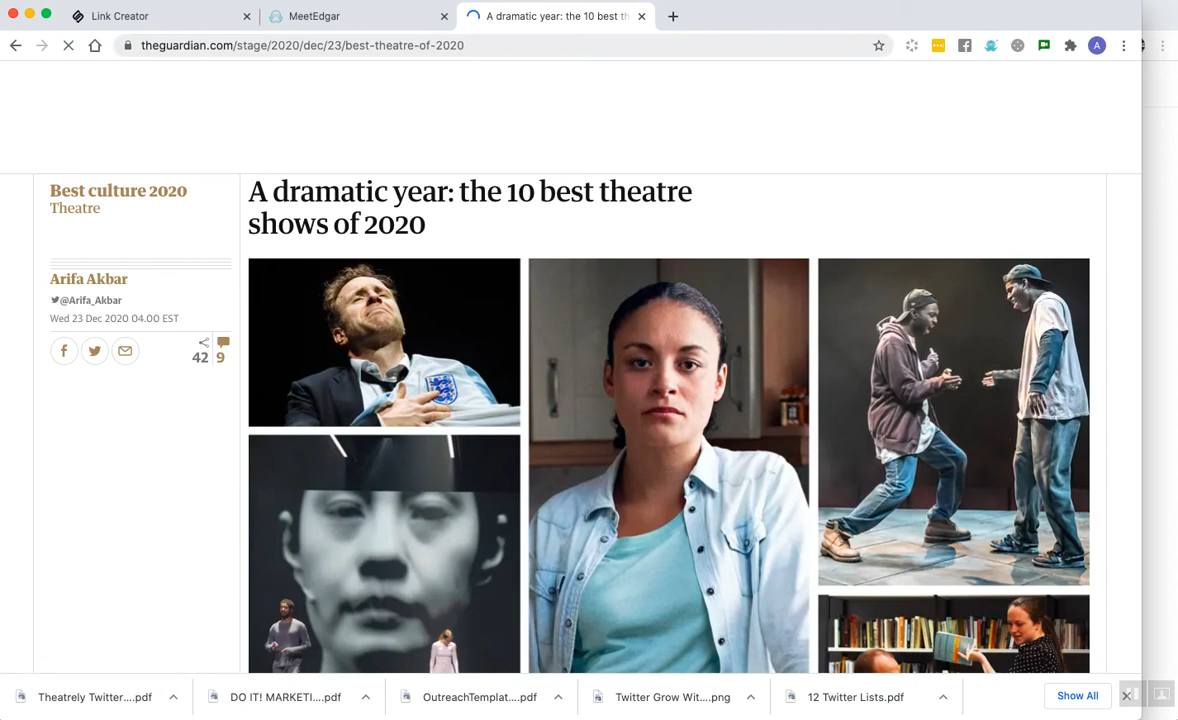 Link Creator
MeetEdgar
A dramatic year: the 10 best th
theguardian.com/stage/2020/dec/23/best-theatre-of-2020
A
Best culture 2020
Theatre
A dramatic year: the 10 best theatre
shows of 2020
Arifa Akbar
@Arifa_Akbar
Wed 23 Dec 2020 04.00 EST
42
9
Theatrely Twitter....pdf
DO IT! MARKETI....pdf
OutreachTemplat....pdf
Twitter Grow Wit....png
12 Twitter Lists.pdf
Show All